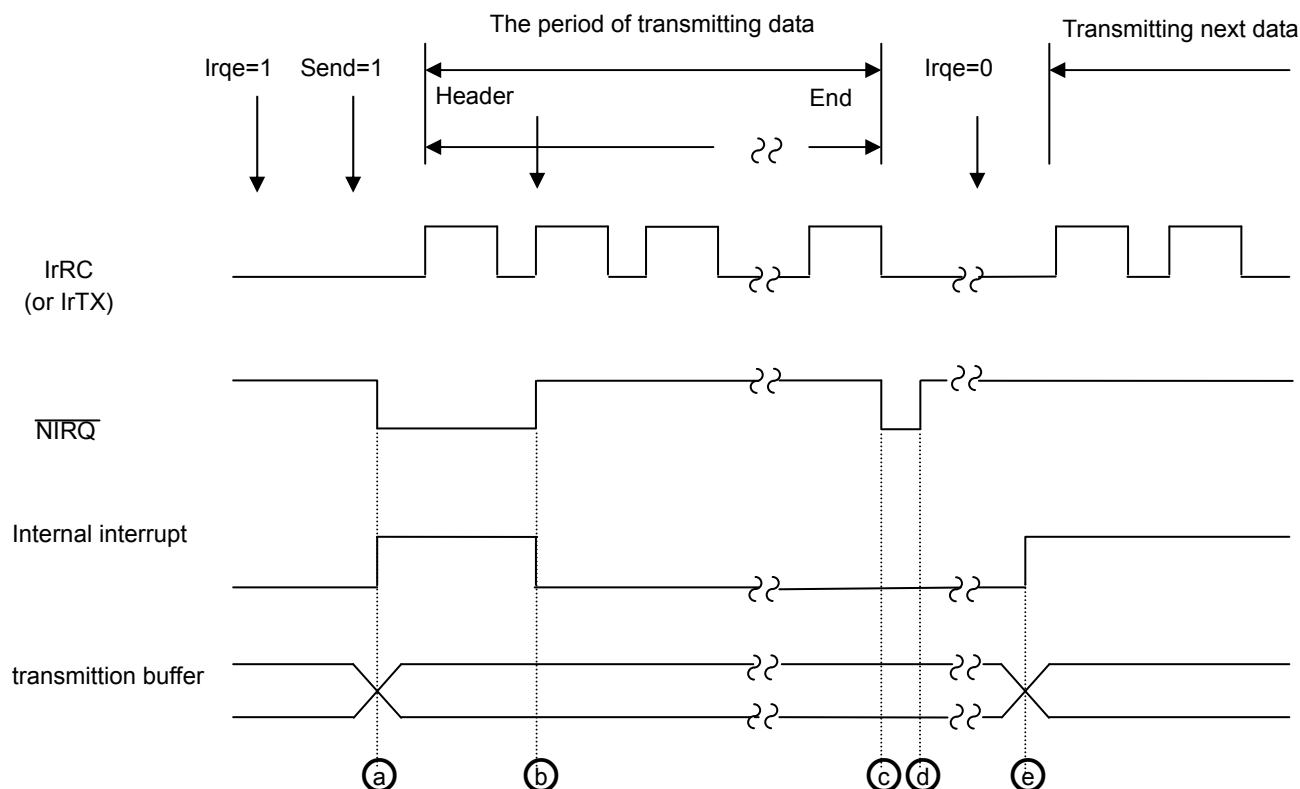 The period of transmitting data
Transmitting next data
Irqe=1
Send=1
Irqe=0
Header
End
IrRC
(or IrTX)
NIRQ
Internal interrupt
transmittion buffer
a
b
c
d
e